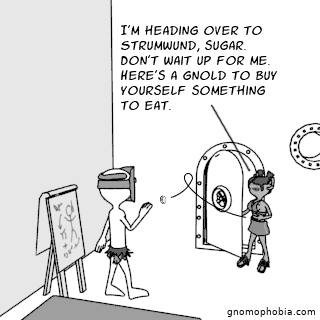 I'M HEADING OVER TO
STRUMWUND, SUGAR.
DON'T WAIT UP FOR ME.
HERE'S A GNOLD TO BUY
YOURSELF SOMETHING
TO EAT.
gnomophobia.com